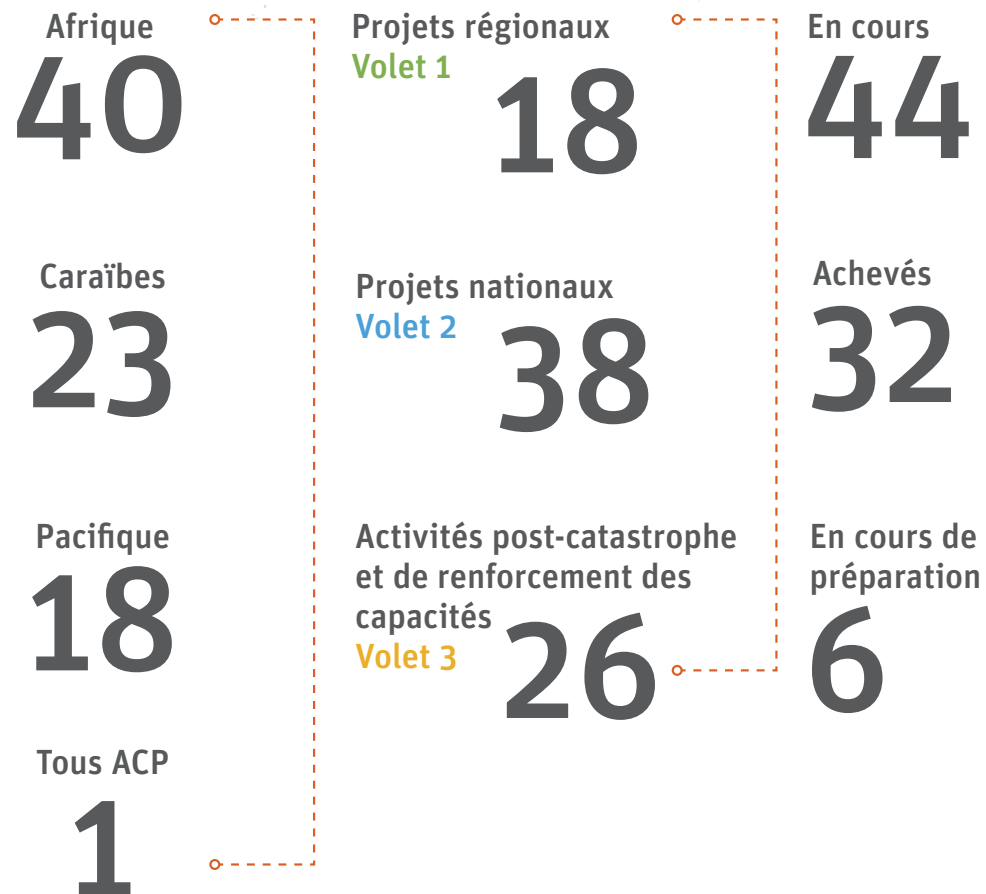 Afrique
40
Caraïbes
23
Pacifique
18
Tous ACP
1
Projets régionaux
Volet 1
18
Projets nationaux
Volet 2
38
Activités post-catastrophe
et de renforcement des
capacités
Volet 3
26
En cours
44
Achevés
32
En cours de
préparation
6